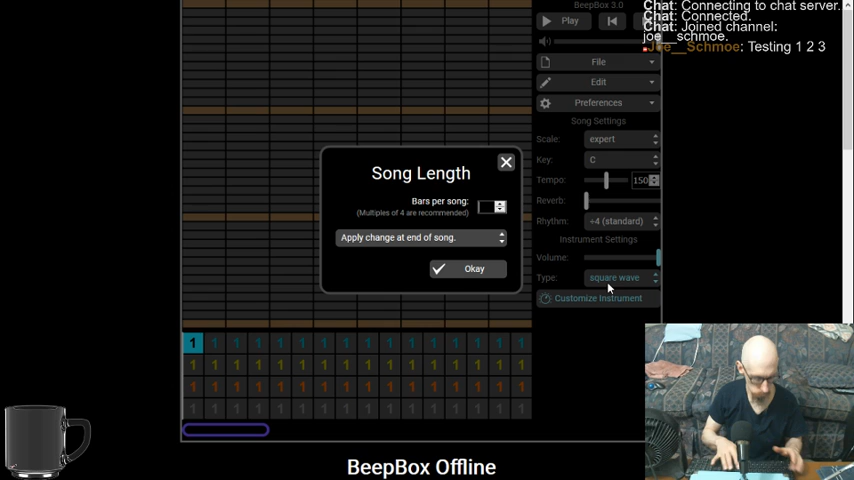 BeepBox 3.0
Chat: Connecting to chat server.
Chat: Connected.
Chat: Joined channel:
joe__schmoe.
Joe__Schmoe: Testing 1 2 3
Play
File
Edit
Preferences
Song Settings
Scale: expert
Key: C
Tempo: 150
Reverb:
Rhythm: ÷4 (standard)
Instrument Settings
Volume:
Type: square wave
Customize Instrument
Song Length
Bars per song:
(Multiples of 4 are recommended)
Apply change at end of song.
Okay
1 1 1 1 1 1 1 1 1 1 1 1 1 1 1 1
1 1 1 1 1 1 1 1 1 1 1 1 1 1 1 1
1 1 1 1 1 1 1 1 1 1 1 1 1 1 1 1
1 1 1 1 1 1 1 1 1 1 1 1 1 1 1 1
BeepBox Offline